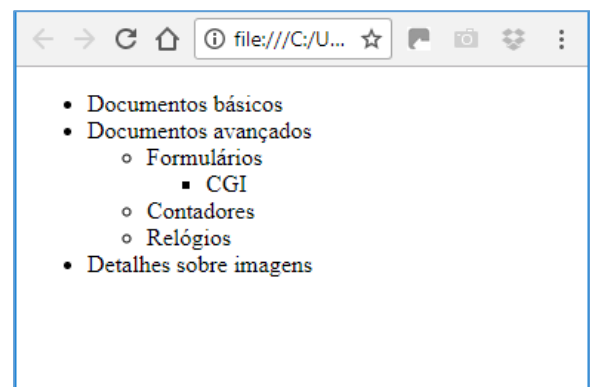 file:///C:/U...
Documentos básicos
Documentos avançados
Formulários
CGI
Contadores
Relógios
Detalhes sobre imagens